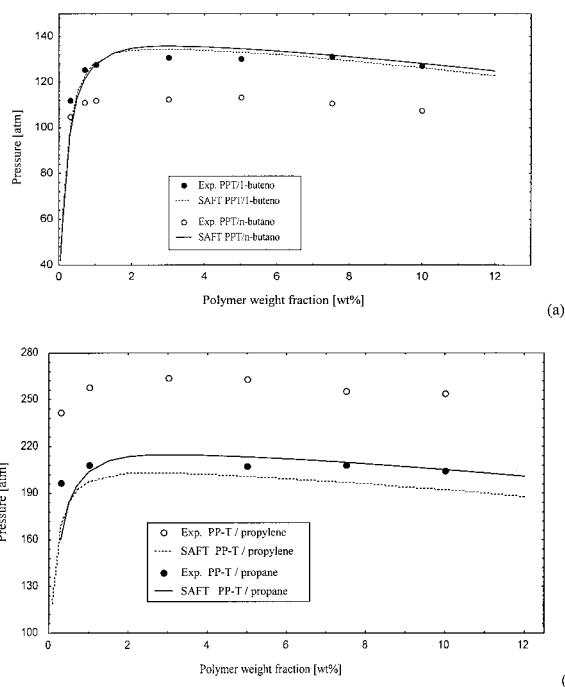 140
120
100
80
60
40
Pressure [atm]
Exp. PPT/1-buteno
SAFT PPT/1-buteno
Exp. PPT/n-butano
SAFT PPT/n-butano
0 2 4 6 8 10 12
Polymer weight fraction [wt%]
(a)
280
250
220
190
160
130
100
Pressure [atm]
Exp. PP-T / propylene
SAFT PP-T / propylene
Exp. PP-T / propane
SAFT PP-T / propane
0 2 4 6 8 10 12
Polymer weight fraction [wt%]
(